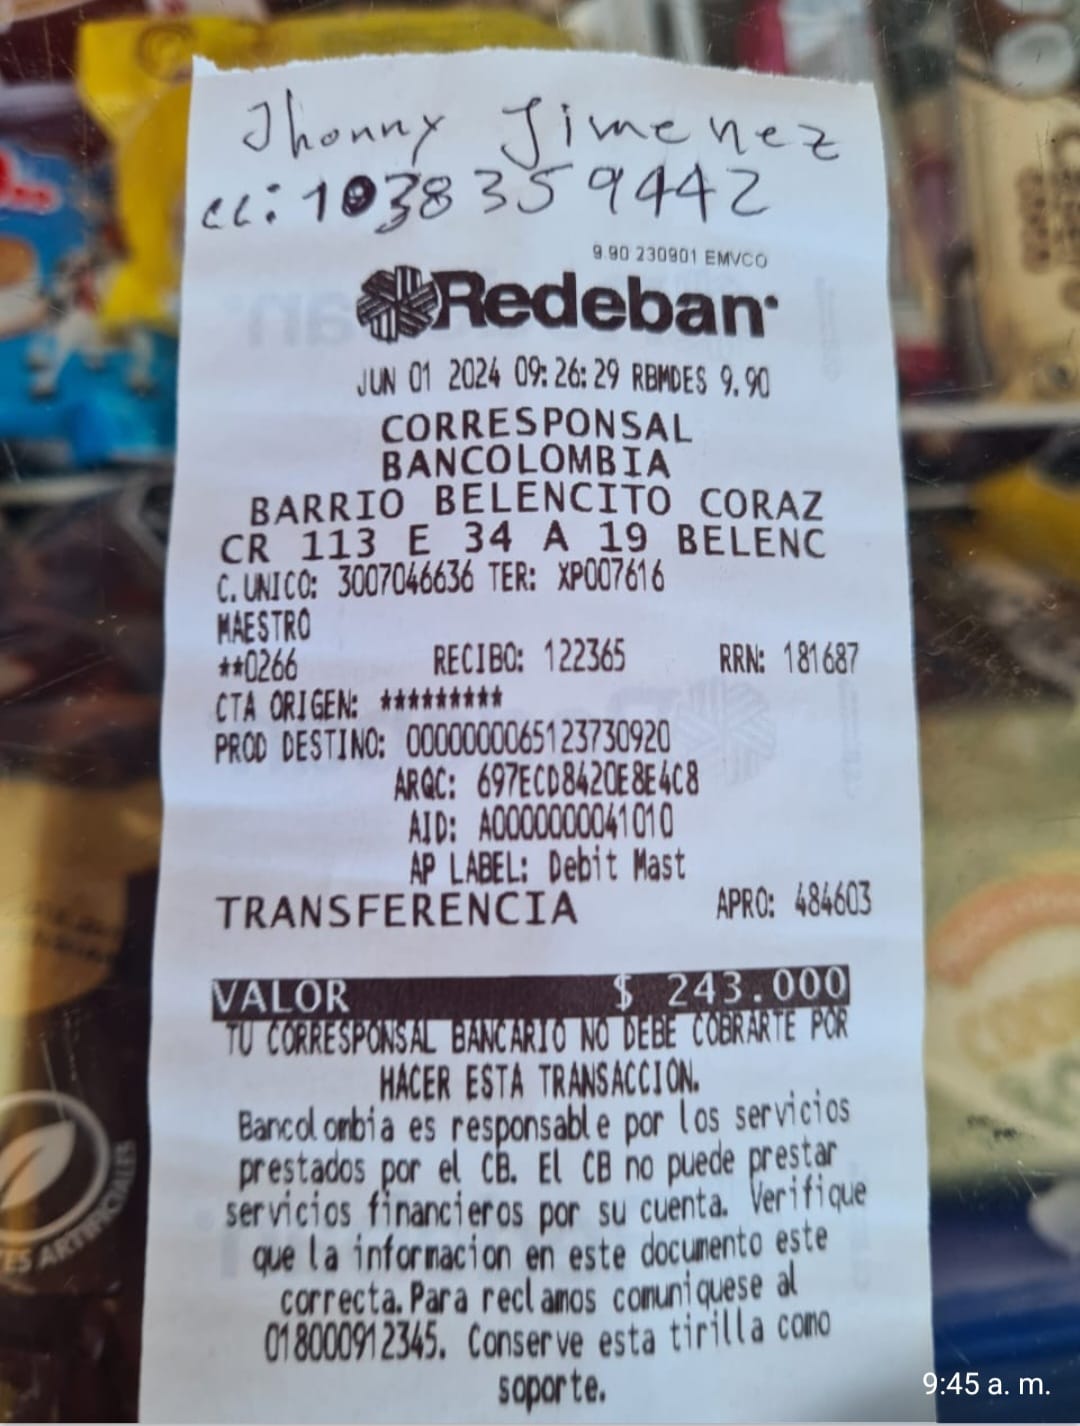 Jhonny Jimenez
cc: 1038359442
9.90 230901 EMVCO
Redeban
JUN 01 2024 09:26:29 RBMDES 9.90
CORRESPONSAL
BANCOLOMBIA
BARRIO BELENCITO CORAZ
CR 113 E 34 A 19 BELENC
C. UNICO: 3007046636 TER: XP007616
MAESTRO
**0266 RECIBO: 122365 RRN: 181687
CTA ORIGEN: *********
PROD DESTINO: 0000000065123730920
ARQC: 697ECD8420E8E4C8
AID: A0000000041010
AP LABEL: Debit Mast
TRANSFERENCIA APRO: 484603
VALOR $ 243.000
TU CORRESPONSAL BANCARIO NO DEBE COBRARTE POR
HACER ESTA TRANSACCION.
Bancolombia es responsable por los servicios
prestados por el CB. El CB no puede prestar
servicios financieros por su cuenta. Verifique
que la informacion en este documento este
correcta. Para reclamos comuniquese al
018000912345. Conserve esta tirilla como
soporte.
ES ARTIFICIALES
9:45 a. m.